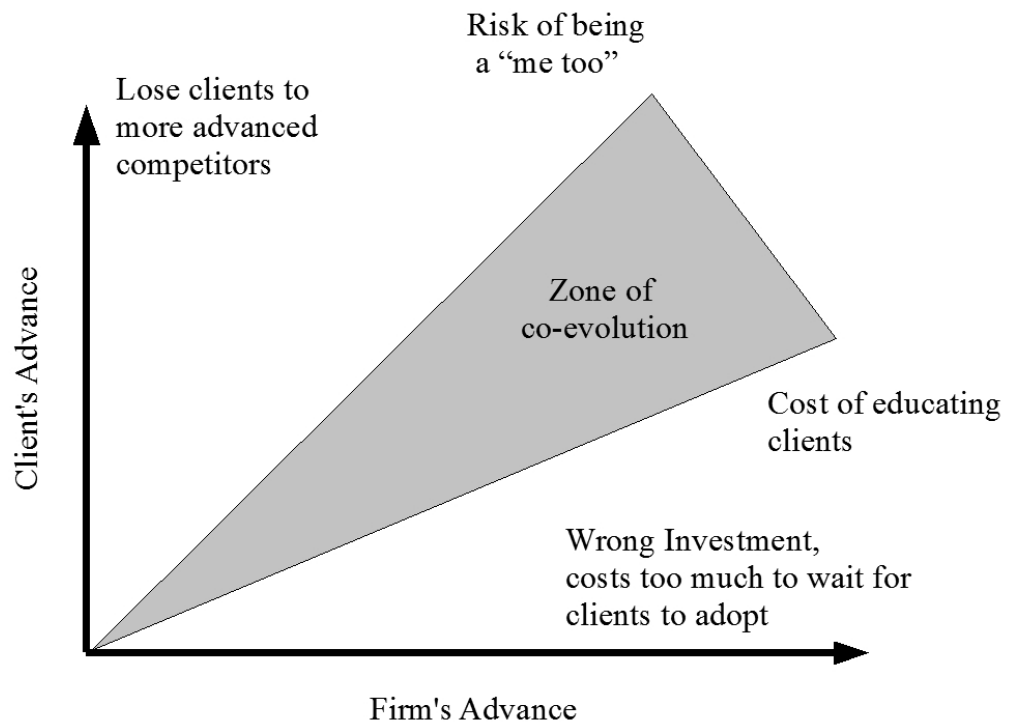 Risk of being
a “me too”
Lose clients to
more advanced
competitors
Client's Advance
Zone of
co-evolution
Cost of educating
clients
Wrong Investment,
costs too much to wait for
clients to adopt
Firm's Advance